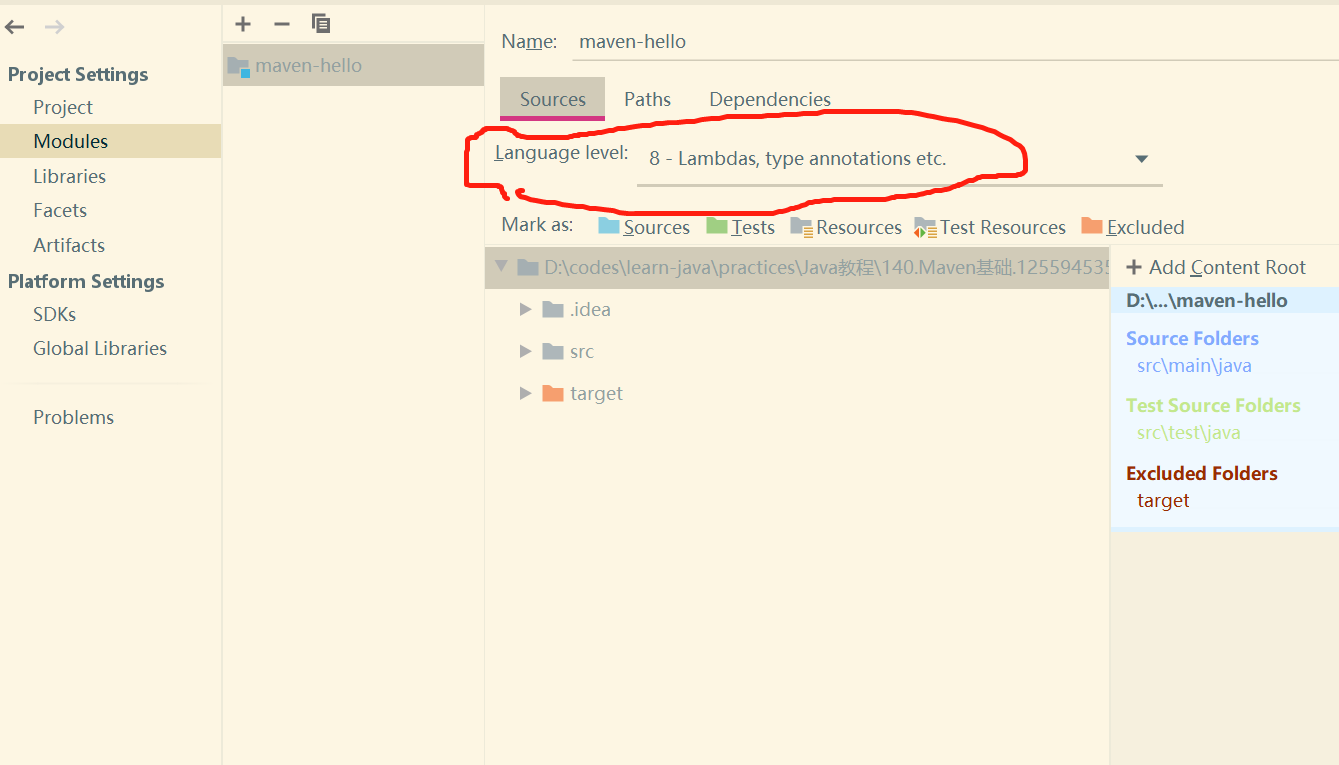 Project Settings
Project
Modules
Libraries
Facets
Artifacts
Platform Settings
SDKs
Global Libraries
Problems
maven-hello
Name: maven-hello
Sources Paths Dependencies
Language level: 8 - Lambdas, type annotations etc.
Mark as: Sources Tests Resources Test Resources Excluded
D:\codes\learn-java\practices\Java教程\140.Maven基础.125594535
.idea
src
target
Add Content Root
D:\...\maven-hello
Source Folders
src\main\java
Test Source Folders
src\test\java
Excluded Folders
target